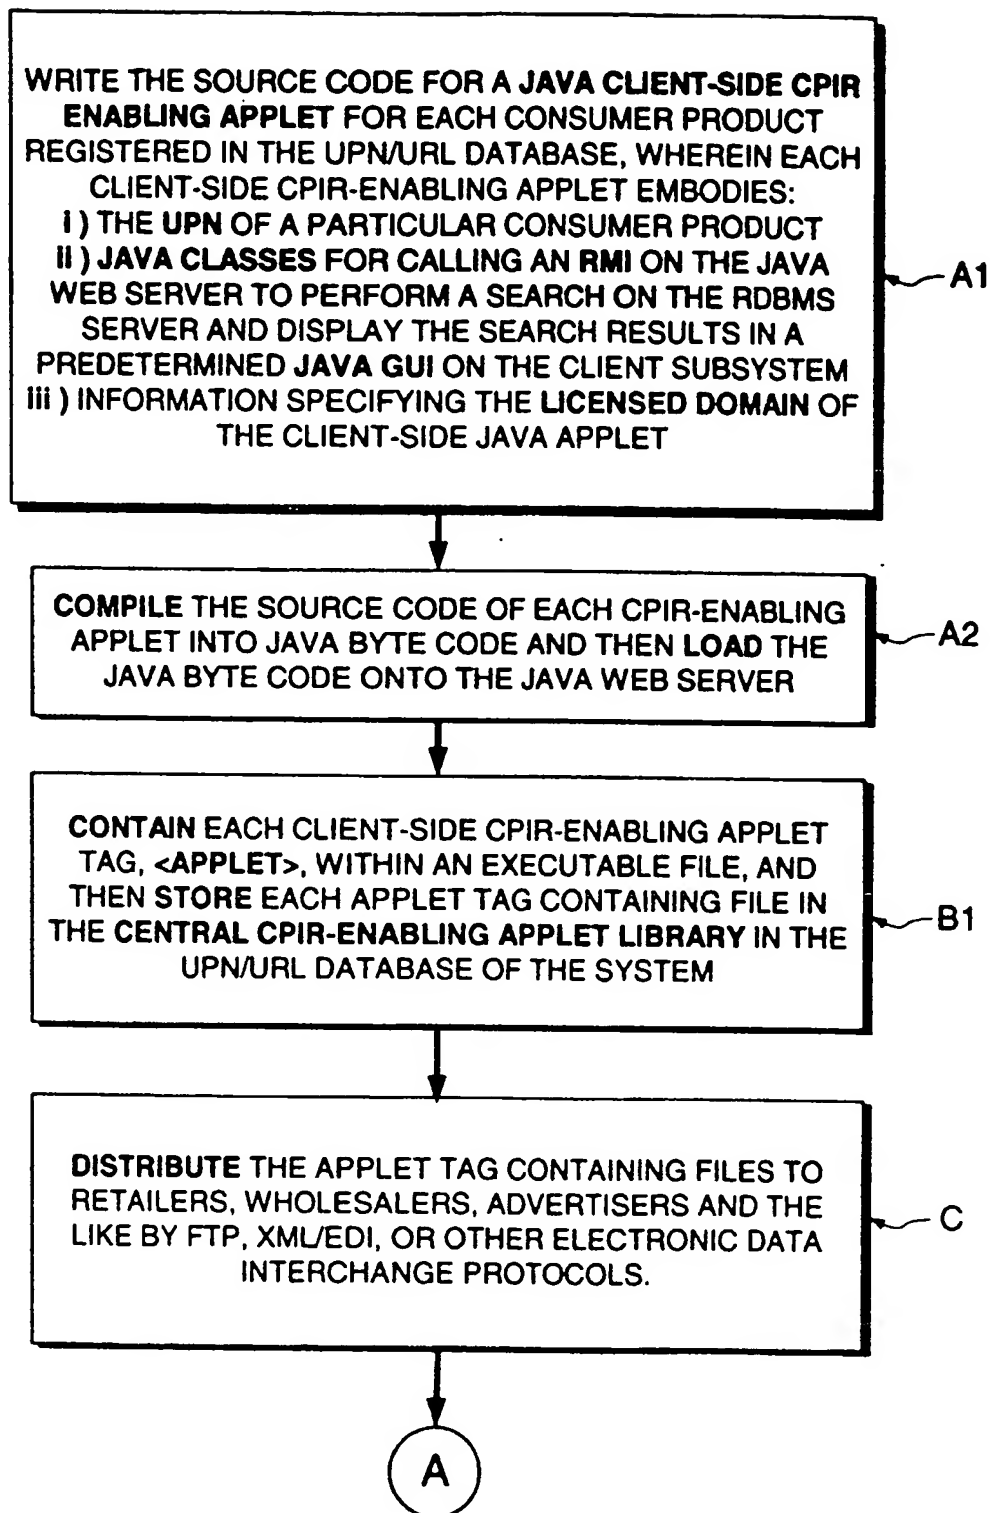 WRITE THE SOURCE CODE FOR A JAVA CLIENT-SIDE CPIR
ENABLING APPLET FOR EACH CONSUMER PRODUCT
REGISTERED IN THE UPN/URL DATABASE, WHEREIN EACH
CLIENT-SIDE CPIR-ENABLING APPLET EMBODIES:
i ) THE UPN OF A PARTICULAR CONSUMER PRODUCT
ii ) JAVA CLASSES FOR CALLING AN RMI ON THE JAVA
WEB SERVER TO PERFORM A SEARCH ON THE RDBMS
SERVER AND DISPLAY THE SEARCH RESULTS IN A
PREDETERMINED JAVA GUI ON THE CLIENT SUBSYSTEM
iii ) INFORMATION SPECIFYING THE LICENSED DOMAIN OF
THE CLIENT-SIDE JAVA APPLET
A1
COMPILE THE SOURCE CODE OF EACH CPIR-ENABLING
APPLET INTO JAVA BYTE CODE AND THEN LOAD THE
JAVA BYTE CODE ONTO THE JAVA WEB SERVER
A2
CONTAIN EACH CLIENT-SIDE CPIR-ENABLING APPLET
TAG, <APPLET>, WITHIN AN EXECUTABLE FILE, AND
THEN STORE EACH APPLET TAG CONTAINING FILE IN
THE CENTRAL CPIR-ENABLING APPLET LIBRARY IN THE
UPN/URL DATABASE OF THE SYSTEM
B1
DISTRIBUTE THE APPLET TAG CONTAINING FILES TO
RETAILERS, WHOLESALERS, ADVERTISERS AND THE
LIKE BY FTP, XML/EDI, OR OTHER ELECTRONIC DATA
INTERCHANGE PROTOCOLS.
C
A